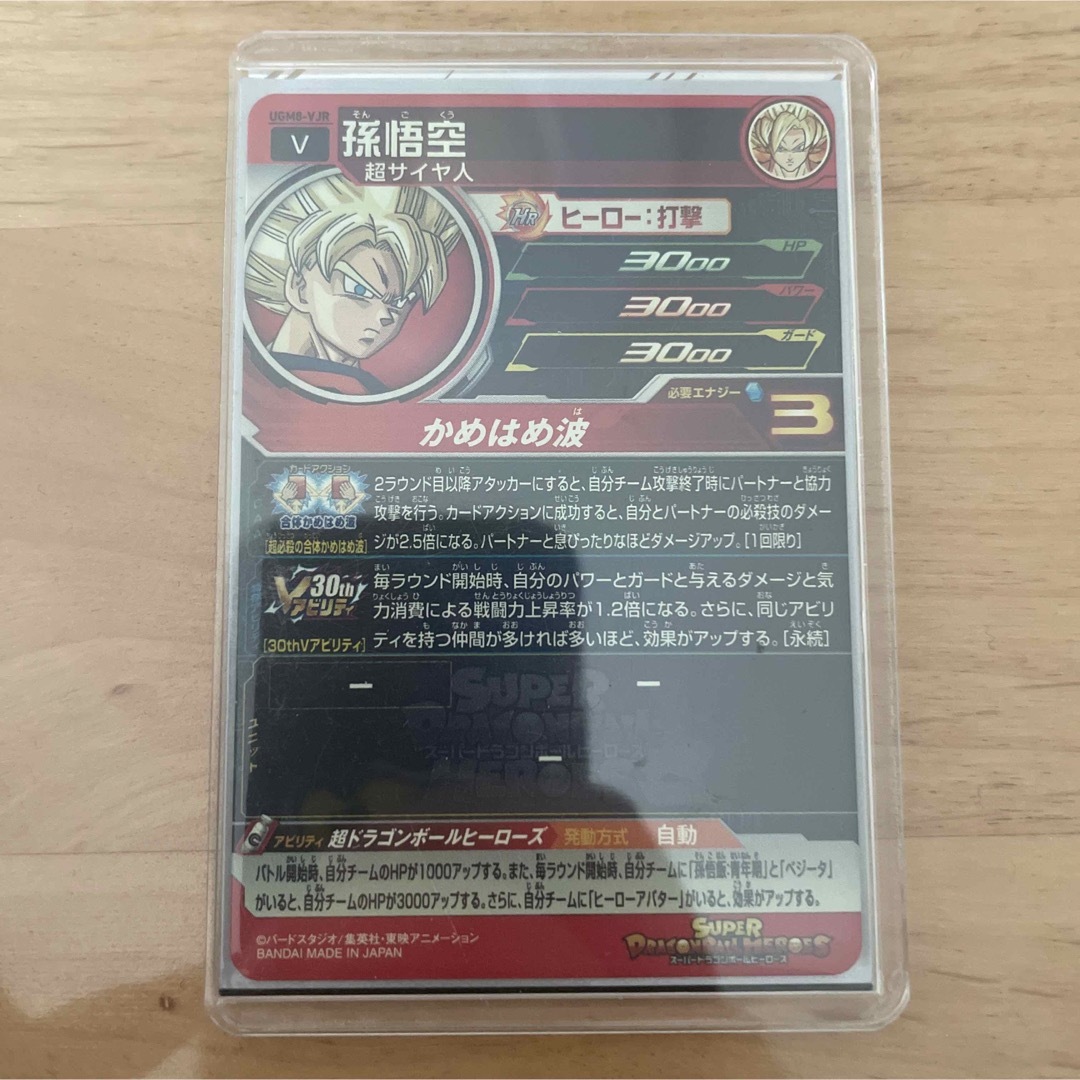 UGM8-VJR
V
そん ご くう
孫悟空
超サイヤ人
HR
ヒーロー:打撃
HP
3000
パワー
3000
ガード
3000
必要エナジー
3
は
かめはめ波
カードアクション
合体かめはめ波
[超必殺の合体かめはめ波]
2ラウンド目以降アタッカーにすると、自分チーム攻撃終了時にパートナーと協力
攻撃を行う。カードアクションに成功すると、自分とパートナーの必殺技のダメー
ジが2.5倍になる。パートナーと息ぴったりなほどダメージアップ。[1回限り]
30th
Vアビリティ
[30thVアビリティ]
毎ラウンド開始時、自分のパワーとガードと与えるダメージと気
力消費による戦闘力上昇率が1.2倍になる。さらに、同じアビリ
ティを持つ仲間が多ければ多いほど、効果がアップする。[永続]
ー
ー
ユニット
SUPER
DRAGONBALL
スーパードラゴンボールヒーローズ
HEROES
ー
アビリティ 超ドラゴンボールヒーローズ 発動方式 自動
バトル開始時、自分チームのHPが1000アップする。また、毎ラウンド開始時、自分チームに「孫悟飯:青年期」と「ベジータ」
がいると、自分チームのHPが3000アップする。さらに、自分チームに「ヒーローアバター」がいると、効果がアップする。
©バードスタジオ/集英社・東映アニメーション
BANDAI MADE IN JAPAN
SUPER
DRAGONBALL HEROES
スーパードラゴンボールヒーローズ